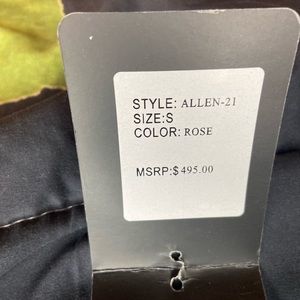 STYLE: ALLEN-21
SIZE:S
COLOR: ROSE
MSRP:$ 495.00